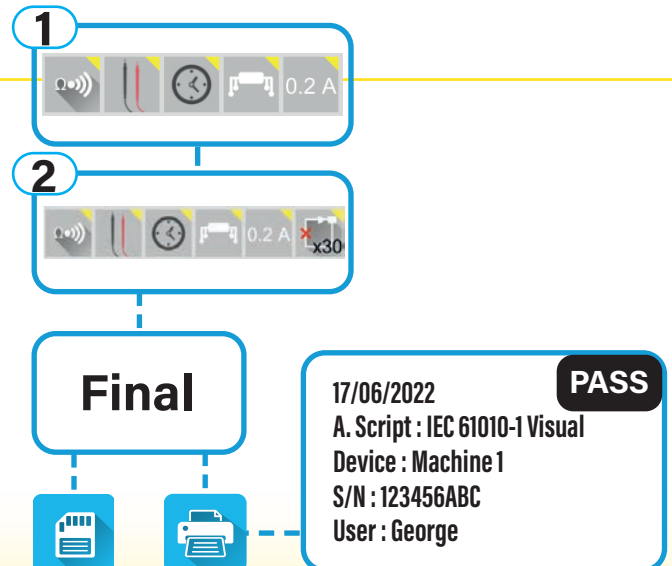 1
Ω
0.2 A
2
Ω
0.2 A
x30
Final
PASS
17/06/2022
A. Script : IEC 61010-1 Visual
Device : Machine 1
S/N : 123456ABC
User : George